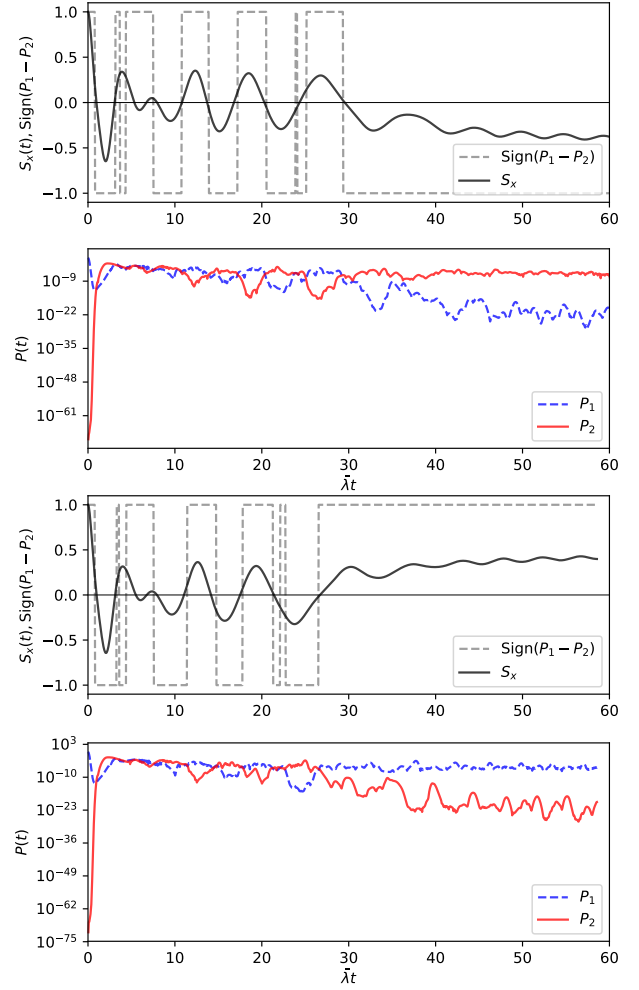 S_x(t), Sign(P_1 − P_2)
1.0
0.5
0.0
−0.5
−1.0
Sign(P_1 − P_2)
S_x
0 10 20 30 40 50 60
P(t)
10^{−9}
10^{−22}
10^{−35}
10^{−48}
10^{−61}
P_1
P_2
0 10 20 30 40 50 60
λ̄t
S_x(t), Sign(P_1 − P_2)
1.0
0.5
0.0
−0.5
−1.0
Sign(P_1 − P_2)
S_x
0 10 20 30 40 50 60
P(t)
10^{3}
10^{−10}
10^{−23}
10^{−36}
10^{−49}
10^{−62}
10^{−75}
P_1
P_2
0 10 20 30 40 50 60
λ̄t